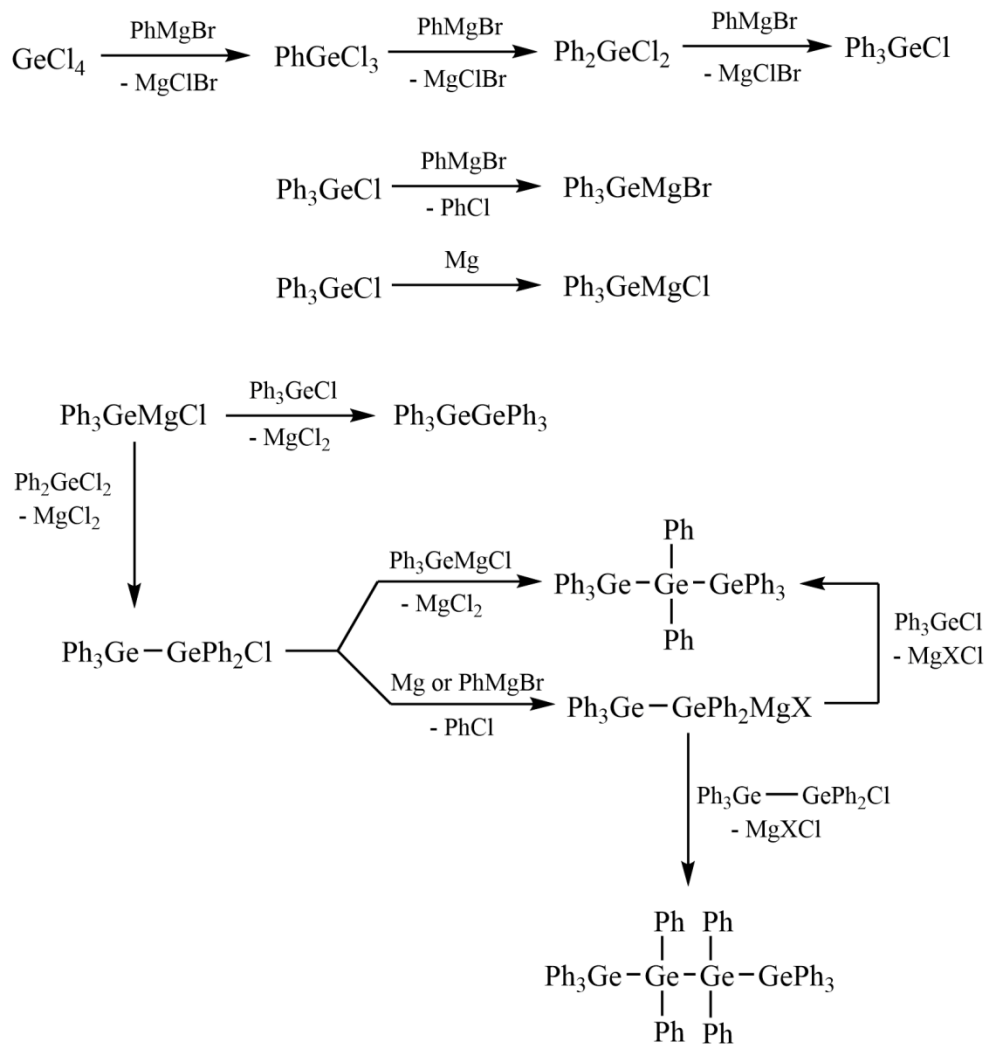 PhMgBr PhMgBr PhMgBr
GeCl₄ PhGeCl₃ Ph₂GeCl₂ Ph₃GeCl
- MgClBr - MgClBr - MgClBr
PhMgBr
Ph₃GeCl Ph₃GeMgBr
- PhCl
Mg
Ph₃GeCl Ph₃GeMgCl
Ph₃GeCl
Ph₃GeMgCl Ph₃GeGePh₃
- MgCl₂
Ph₂GeCl₂
- MgCl₂
Ph
Ph₃GeMgCl
Ph₃Ge–Ge–GePh₃
- MgCl₂
Ph
Ph₃GeCl
- MgXCl
Ph₃Ge–GePh₂Cl
Mg or PhMgBr
Ph₃Ge–GePh₂MgX
- PhCl
Ph₃Ge—GePh₂Cl
- MgXCl
Ph Ph
Ph₃Ge–Ge–Ge–GePh₃
Ph Ph